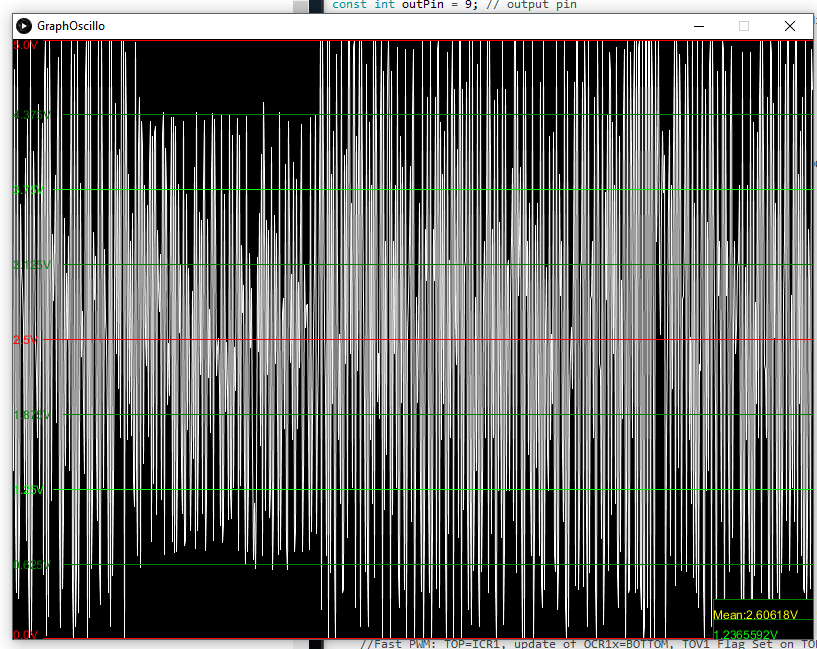 const int outPin = 9; // output pin
GraphOscillo
5.0V
4.375V
3.75V
3.125V
2.5V
1.875V
1.25V
0.625V
Mean:2.60618V
0.0V
1.2365592V
//Fast PWM: TOP=ICR1, update of OCR1x=BOTTOM, TOV1 Flag Set on TO